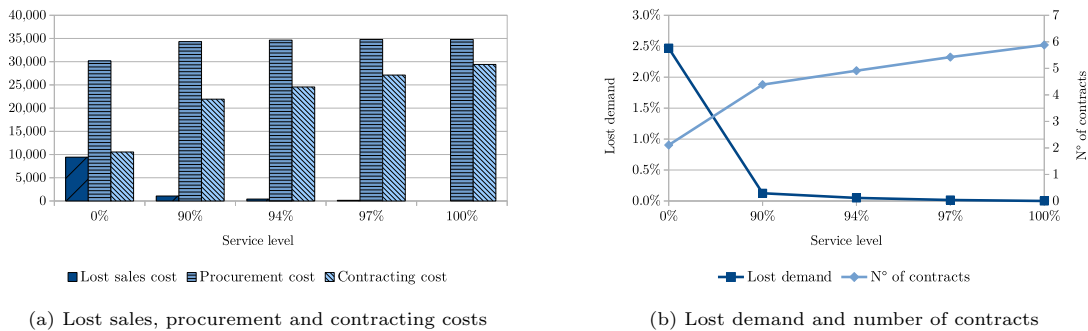 40,000
35,000
30,000
25,000
20,000
15,000
10,000
5,000
0
0% 90% 94% 97% 100%
Service level
Lost sales cost Procurement cost Contracting cost
(a) Lost sales, procurement and contracting costs
3.0% 7
2.5% 6
2.0% 5
1.5% 4
1.0% 3
0.5% 2
0.0% 1
0
Lost demand
N° of contracts
0% 90% 94% 97% 100%
Service level
Lost demand N° of contracts
(b) Lost demand and number of contracts